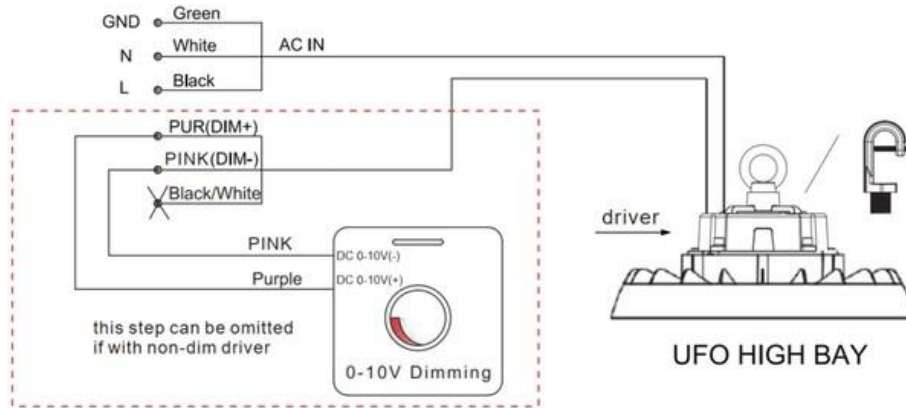 GND Green
N White AC IN
L Black
PUR(DIM+)
PINK(DIM-)
Black/White
PINK
DC 0-10V(-)
Purple
DC 0-10V(+)
this step can be omitted
if with non-dim driver
0-10V Dimming
driver
UFO HIGH BAY